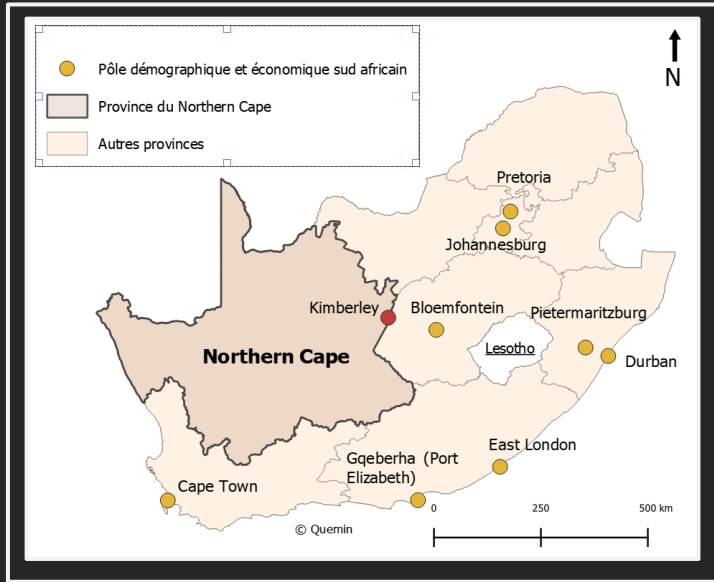 Pôle démographique et économique sud africain
N
Province du Northern Cape
Autres provinces
Pretoria
Johannesburg
Kimberley
Bloemfontein
Pietermaritzburg
Northern Cape
Lesotho
Durban
East London
Gqeberha (Port
Elizabeth)
Cape Town
0
250
500 km
© Quemin